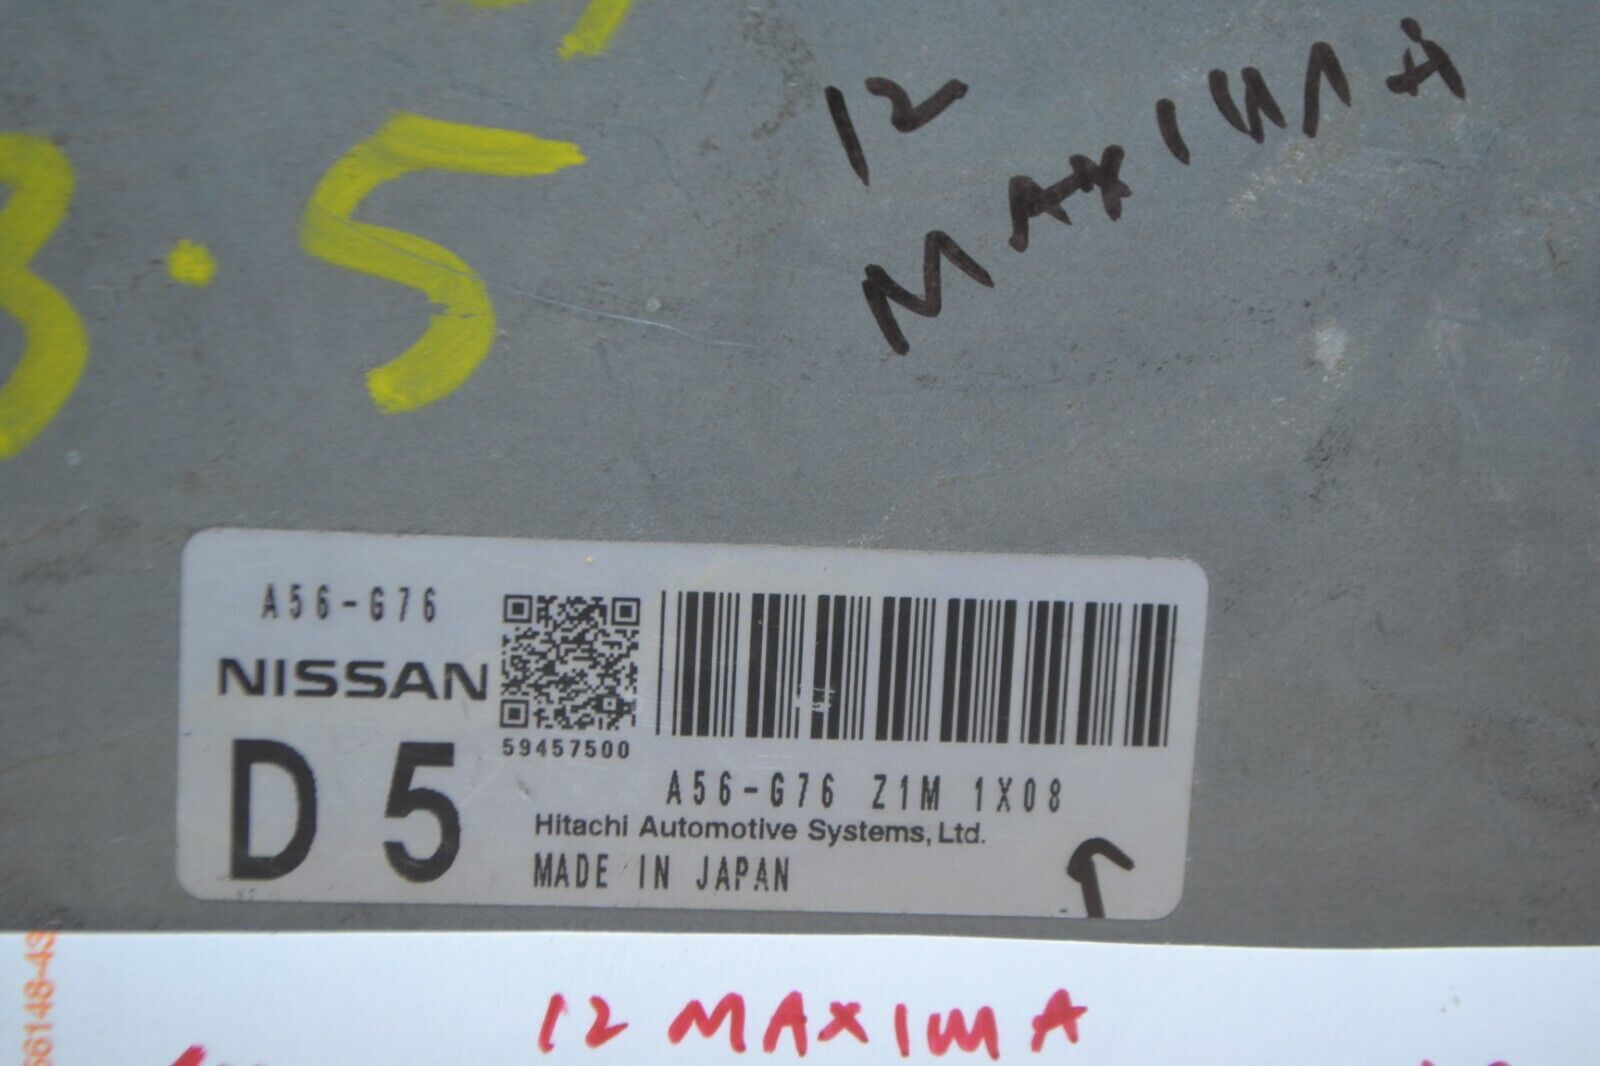 12
MAXIMA
3.5
A56-G76
NISSAN
59457500
D5
A56-G76 Z1M 1X08
Hitachi Automotive Systems, Ltd.
MADE IN JAPAN
12 MAXIMA